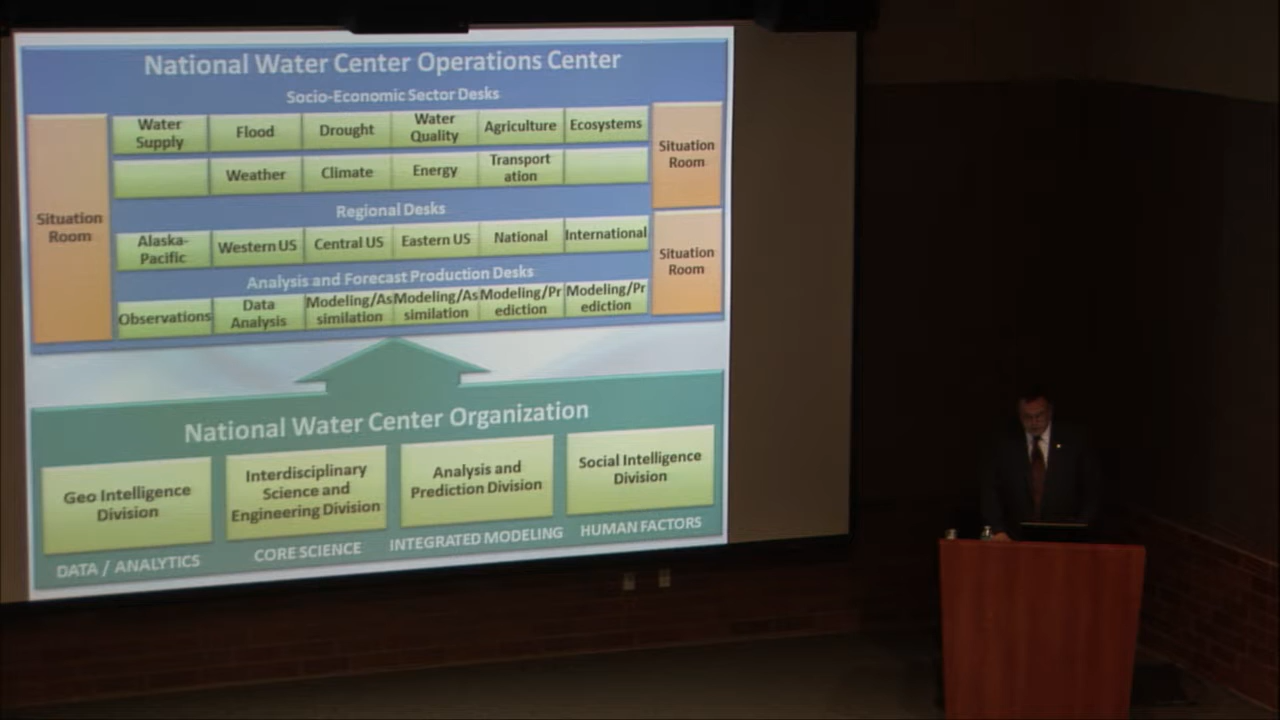 National Water Center Operations Center
Socio-Economic Sector Desks
Water
Supply
Flood
Drought
Water
Quality
Agriculture
Ecosystems
Weather
Climate
Energy
Transport
ation
Situation
Room
Situation
Room
Regional Desks
Alaska-
Pacific
Western US
Central US
Eastern US
National
International
Situation
Room
Analysis and Forecast Production Desks
Observations
Data
Analysis
Modeling/As
similation
Modeling/As
similation
Modeling/Pr
ediction
Modeling/Pr
ediction
National Water Center Organization
Geo Intelligence
Division
Interdisciplinary
Science and
Engineering Division
Analysis and
Prediction Division
Social Intelligence
Division
DATA / ANALYTICS
CORE SCIENCE
INTEGRATED MODELING
HUMAN FACTORS